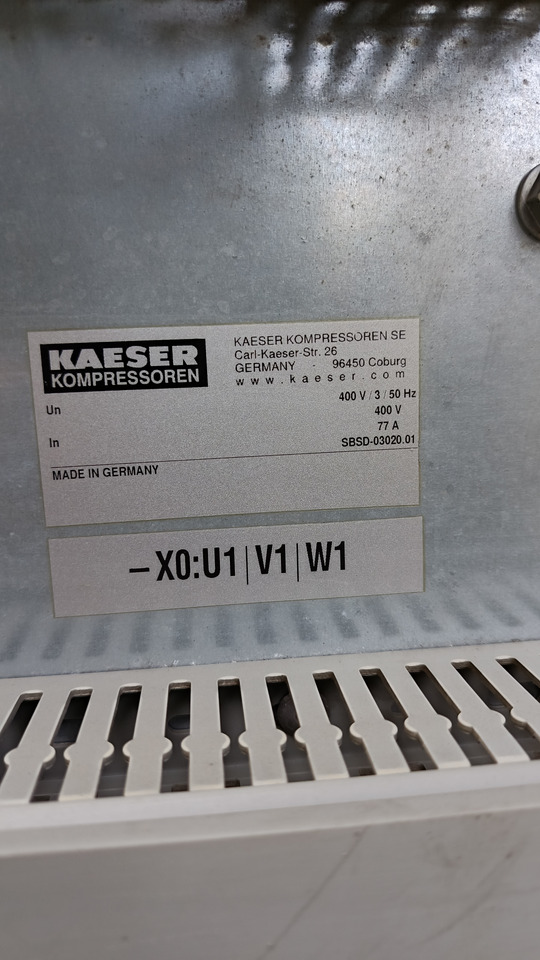 KAESER
KOMPRESSOREN
KAESER KOMPRESSOREN SE
Carl-Kaeser-Str. 26
GERMANY - 96450 Coburg
www.kaeser.com
400 V / 3 / 50 Hz
Un 400 V
77 A
In SBSD-03020.01
MADE IN GERMANY
– X0:U1|V1|W1